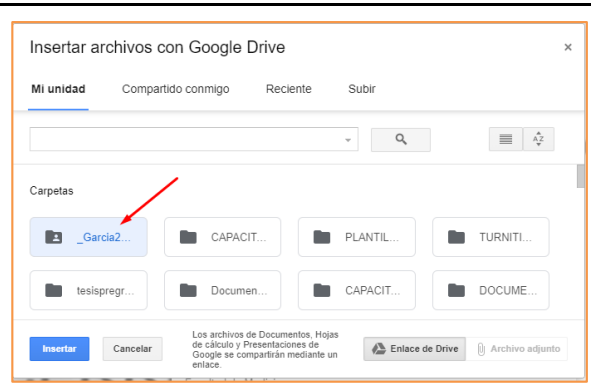 Insertar archivos con Google Drive
×
Mi unidad Compartido conmigo Reciente Subir
AZ
Carpetas
_Garcia2... CAPACIT... PLANTIL... TURNITI...
tesispregr... Documen... CAPACIT... DOCUME...
Insertar Cancelar
Los archivos de Documentos, Hojas
de cálculo y Presentaciones de
Google se compartirán mediante un
enlace.
Enlace de Drive Archivo adjunto